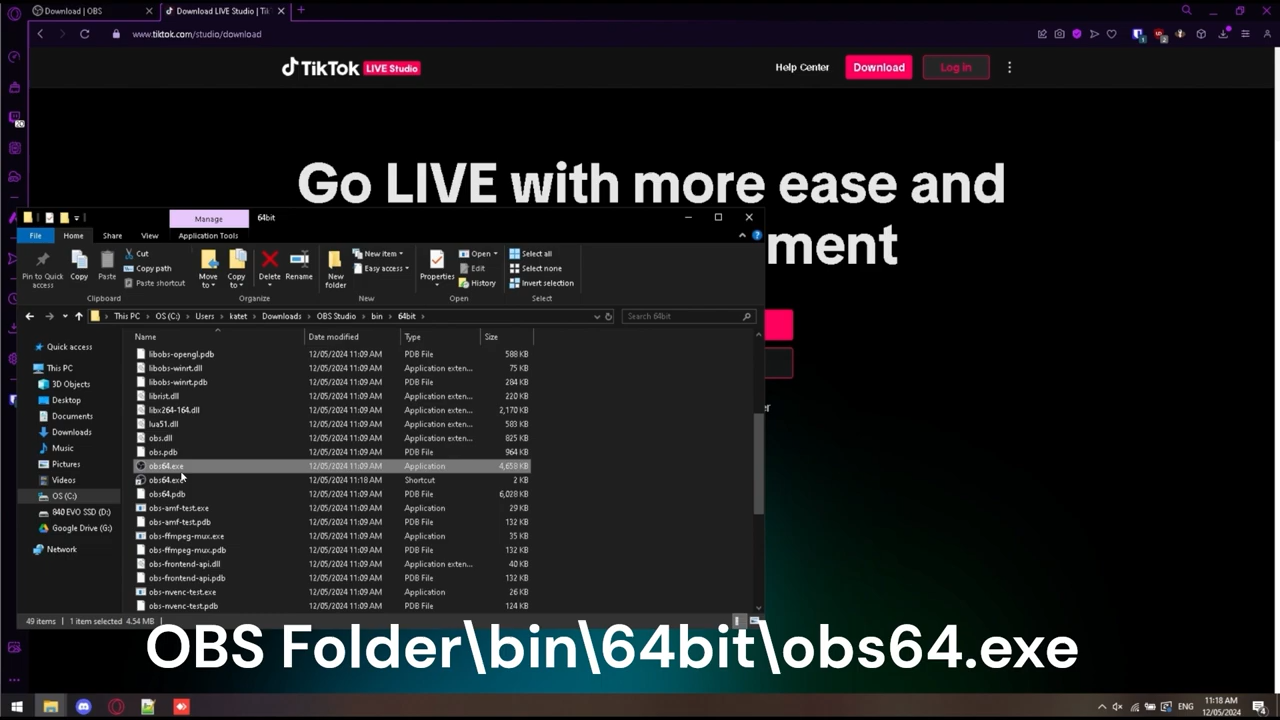 Download | OBS
Download LIVE Studio | Tik
www.tiktok.com/studio/download
TikTok LIVE Studio
Help Center
Download
Log in
Go LIVE with more ease and
ment
Manage
64bit
File
Home
Share
View
Application Tools
Pin to Quick access
Copy
Paste
Cut
Copy path
Paste shortcut
Clipboard
Move to
Copy to
Delete
Rename
Organize
New folder
New item
Easy access
New
Properties
Open
Edit
History
Open
Select all
Select none
Invert selection
Select
This PC
OS (C:)
Users
katet
Downloads
OBS Studio
bin
64bit
Search 64bit
Name
Date modified
Type
Size
Quick access
This PC
3D Objects
Desktop
Documents
Downloads
Music
Pictures
Videos
OS (C:)
840 EVO SSD (D:)
Google Drive (G:)
Network
libobs-opengl.pdb 12/05/2024 11:09 AM PDB File 588 KB
libobs-winrt.dll 12/05/2024 11:09 AM Application exten... 75 KB
libobs-winrt.pdb 12/05/2024 11:09 AM PDB File 284 KB
librist.dll 12/05/2024 11:09 AM Application exten... 220 KB
libx264-164.dll 12/05/2024 11:09 AM Application exten... 2,170 KB
lua51.dll 12/05/2024 11:09 AM Application exten... 583 KB
obs.dll 12/05/2024 11:09 AM Application exten... 825 KB
obs.pdb 12/05/2024 11:09 AM PDB File 964 KB
obs64.exe 12/05/2024 11:09 AM Application 4,658 KB
obs64.exe 12/05/2024 11:18 AM Shortcut 2 KB
obs64.pdb 12/05/2024 11:09 AM PDB File 6,028 KB
obs-amf-test.exe 12/05/2024 11:09 AM Application 29 KB
obs-amf-test.pdb 12/05/2024 11:09 AM PDB File 132 KB
obs-ffmpeg-mux.exe 12/05/2024 11:09 AM Application 35 KB
obs-ffmpeg-mux.pdb 12/05/2024 11:09 AM PDB File 132 KB
obs-frontend-api.dll 12/05/2024 11:09 AM Application exten... 40 KB
obs-frontend-api.pdb 12/05/2024 11:09 AM PDB File 132 KB
obs-nvenc-test.exe 12/05/2024 11:09 AM Application 26 KB
obs-nvenc-test.pdb 12/05/2024 11:09 AM PDB File 124 KB
49 items
1 item selected 4.54 MB
OBS Folder\bin\64bit\obs64.exe
ENG
11:18 AM
12/05/2024